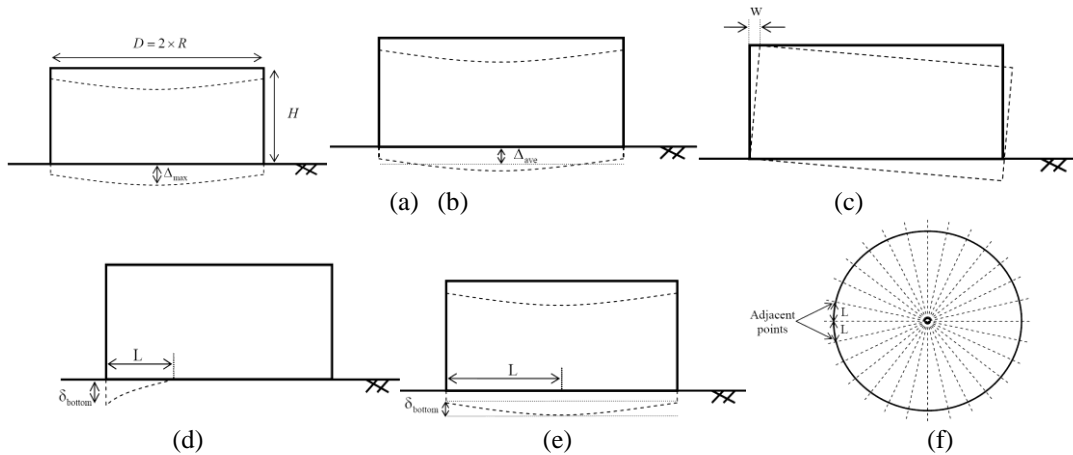 D = 2 × R
H
Δmax
Δave
W
(a) (b) (c)
L
δbottom
L
δbottom
Adjacent
points
L
L
(d) (e) (f)